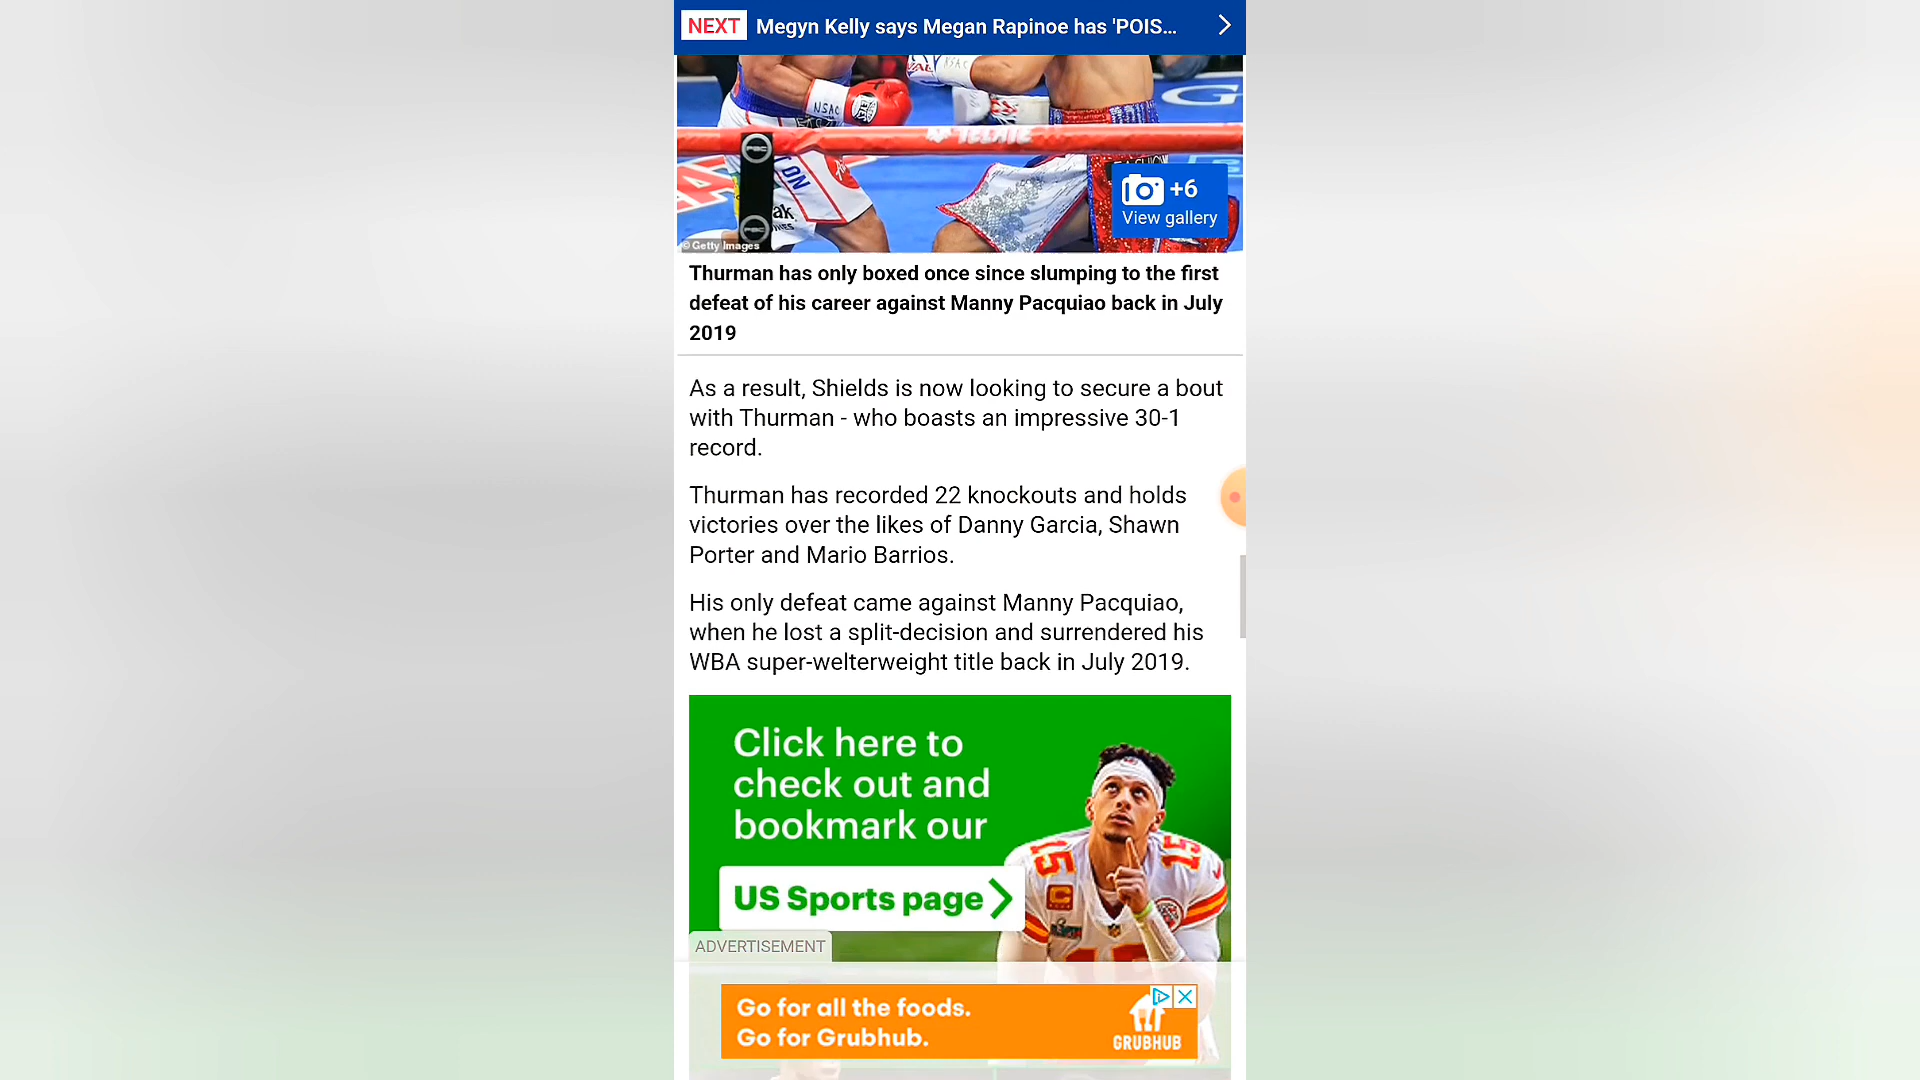 NEXT Megyn Kelly says Megan Rapinoe has 'POIS...
NSAC
TECATE
PBC
+6
View gallery
PBC
© Getty Images
Thurman has only boxed once since slumping to the first
defeat of his career against Manny Pacquiao back in July
2019
As a result, Shields is now looking to secure a bout
with Thurman - who boasts an impressive 30-1
record.
Thurman has recorded 22 knockouts and holds
victories over the likes of Danny Garcia, Shawn
Porter and Mario Barrios.
His only defeat came against Manny Pacquiao,
when he lost a split-decision and surrendered his
WBA super-welterweight title back in July 2019.
Click here to
check out and
bookmark our
US Sports page
15 15
ADVERTISEMENT
Go for all the foods.
Go for Grubhub.
GRUBHUB